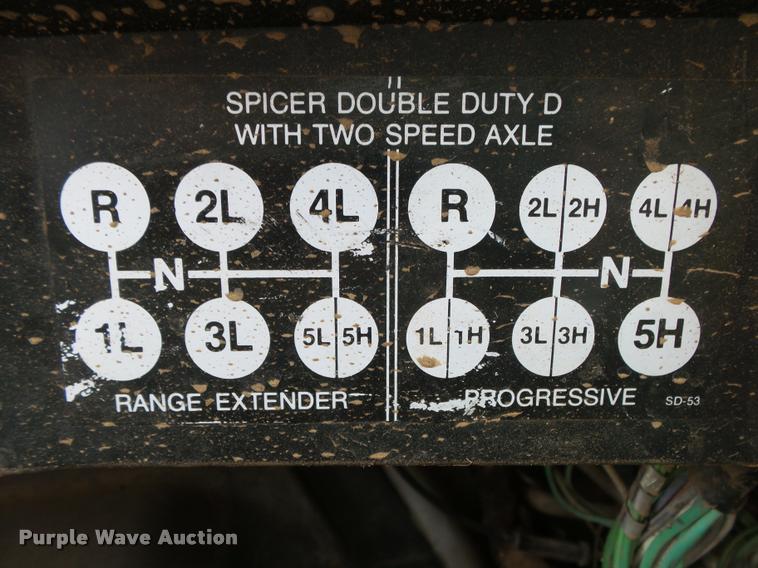 SPICER DOUBLE DUTY D
WITH TWO SPEED AXLE
R 2L 4L
N
1L 3L 5L 5H
RANGE EXTENDER
R 2L 2H 4L 4H
N
1L 1H 3L 3H 5H
PROGRESSIVE
SD-53
Purple Wave Auction